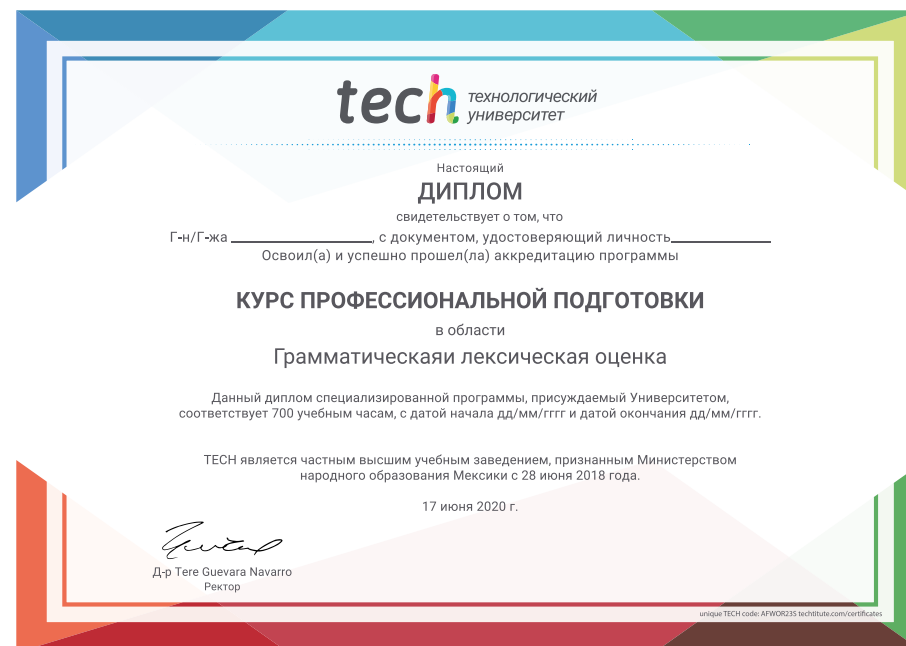 tech технологический
университет
Настоящий
ДИПЛОМ
свидетельствует о том, что
Г-н/Г-жа , с документом, удостоверяющий личность
Освоил(а) и успешно прошел(ла) аккредитацию программы
КУРС ПРОФЕССИОНАЛЬНОЙ ПОДГОТОВКИ
в области
Грамматическаяи лексическая оценка
Данный диплом специализированной программы, присуждаемый Университетом,
соответствует 700 учебным часам, с датой начала дд/мм/гггг и датой окончания дд/мм/гггг.
TECH является частным высшим учебным заведением, признанным Министерством
народного образования Мексики с 28 июня 2018 года.
17 июня 2020 г.
Д-р Tere Guevara Navarro
Ректор
unique TECH code: AFWOR235 techtitute.com/certificates